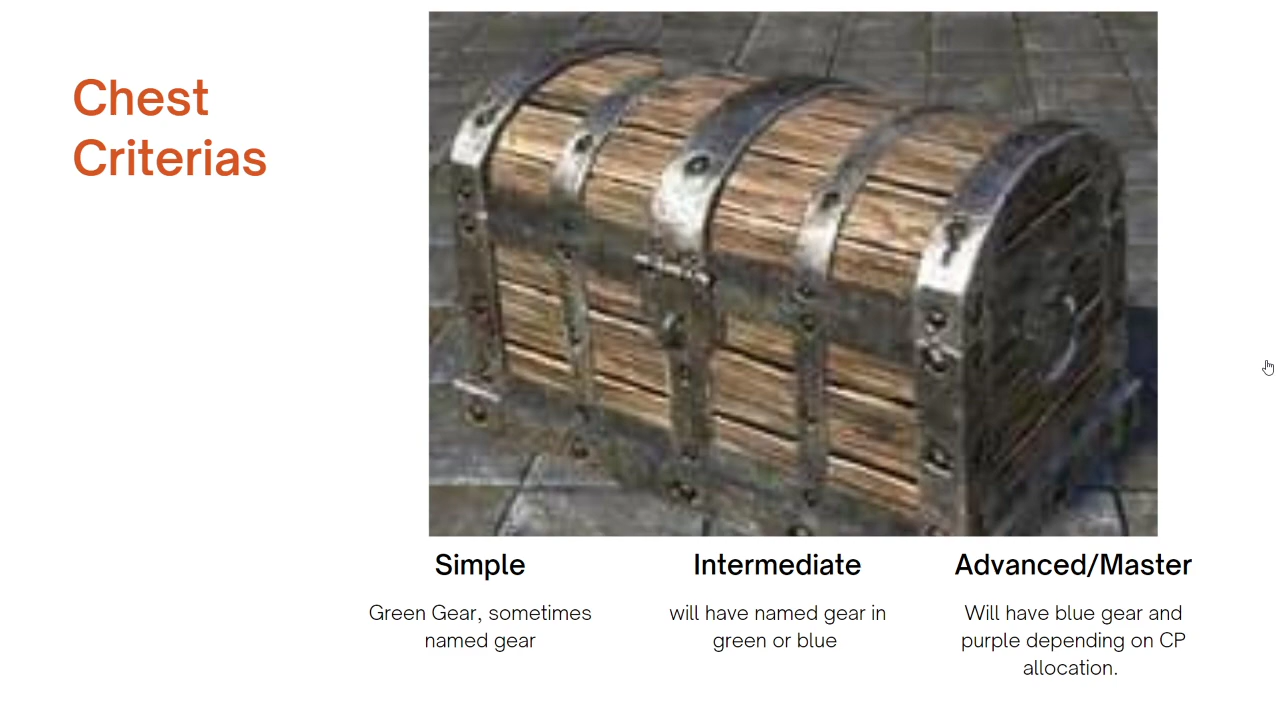 Chest
Criterias
Simple
Green Gear, sometimes
named gear
Intermediate
will have named gear in
green or blue
Advanced/Master
Will have blue gear and
purple depending on CP
allocation.